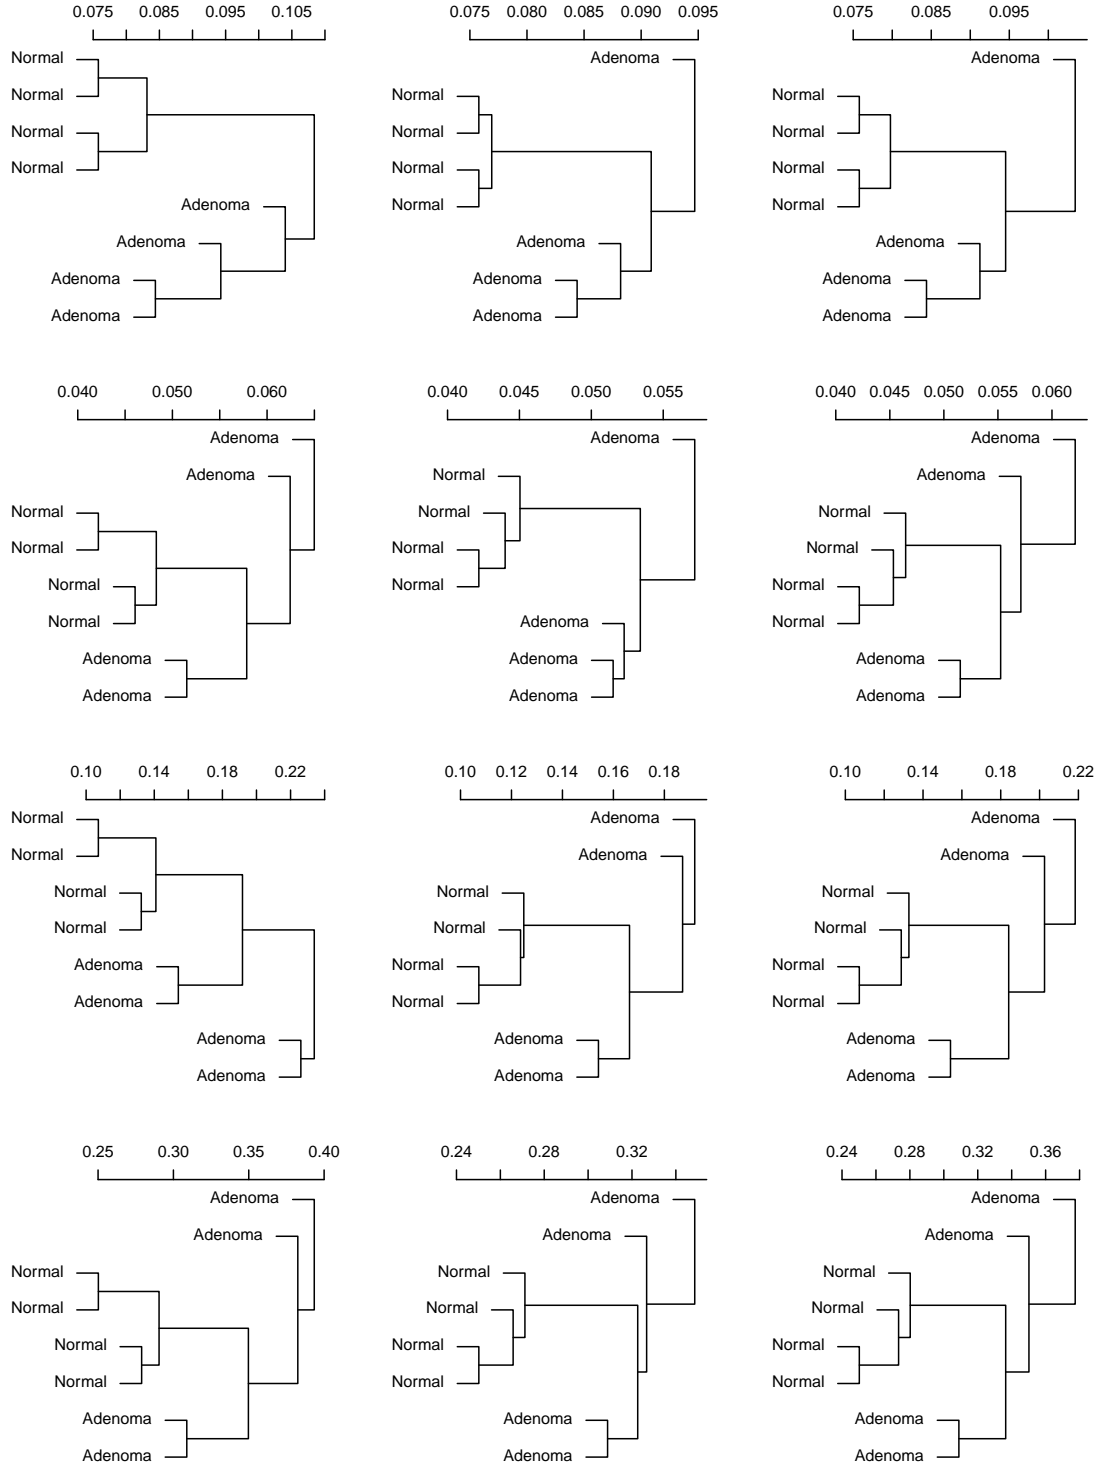 0.075 0.085 0.095 0.105
Normal
Normal
Normal
Normal
Adenoma
Adenoma
Adenoma
Adenoma
0.075 0.080 0.085 0.090 0.095
Adenoma
Normal
Normal
Normal
Normal
Adenoma
Adenoma
Adenoma
0.075 0.085 0.095
Adenoma
Normal
Normal
Normal
Normal
Adenoma
Adenoma
Adenoma
0.040 0.050 0.060
Adenoma
Adenoma
Normal
Normal
Normal
Normal
Adenoma
Adenoma
0.040 0.045 0.050 0.055
Adenoma
Normal
Normal
Normal
Normal
Adenoma
Adenoma
Adenoma
0.040 0.045 0.050 0.055 0.060
Adenoma
Adenoma
Normal
Normal
Normal
Normal
Adenoma
Adenoma
0.10 0.14 0.18 0.22
Normal
Normal
Normal
Normal
Adenoma
Adenoma
Adenoma
Adenoma
0.10 0.12 0.14 0.16 0.18
Adenoma
Adenoma
Normal
Normal
Normal
Normal
Adenoma
Adenoma
0.10 0.14 0.18 0.22
Adenoma
Adenoma
Normal
Normal
Normal
Normal
Adenoma
Adenoma
0.25 0.30 0.35 0.40
Adenoma
Adenoma
Normal
Normal
Normal
Normal
Adenoma
Adenoma
0.24 0.28 0.32
Adenoma
Adenoma
Normal
Normal
Normal
Normal
Adenoma
Adenoma
0.24 0.28 0.32 0.36
Adenoma
Adenoma
Normal
Normal
Normal
Normal
Adenoma
Adenoma